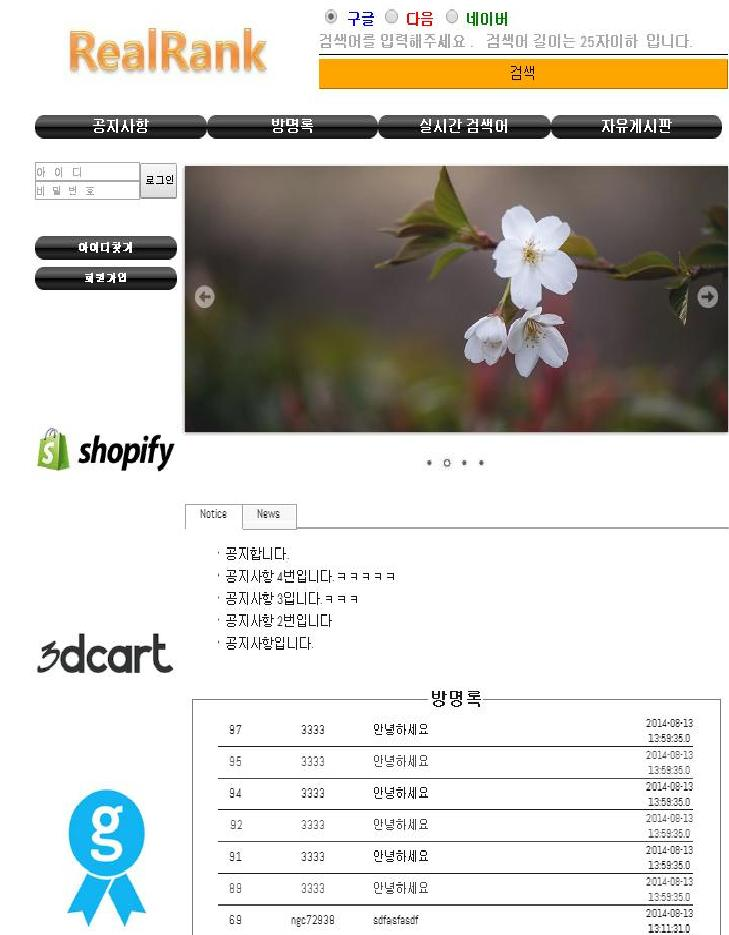 구글 다음 네이버
RealRank
검색어를 입력해주세요 . 검색어 길이는 25자이하 입니다.
검색
공지사항 방명록 실시간 검색어 자유게시판
아 이 디
비 밀 번 호
로그인
아이디찾기
회원가입
shopify
Notice News
공지합니다.
공지사항 4번입니다.ㅋㅋㅋㅋㅋ
공지사항 3입니다.ㅋㅋㅋ
공지사항 2번입니다
공지사항입니다.
3dcart
방명록
97 3333 안녕하세요 2014-08-13 13:59:35.0
95 3333 안녕하세요 2014-08-13 13:59:35.0
94 3333 안녕하세요 2014-08-13 13:59:35.0
92 3333 안녕하세요 2014-08-13 13:59:35.0
91 3333 안녕하세요 2014-08-13 13:59:35.0
89 3333 안녕하세요 2014-08-13 13:59:35.0
69 ngc72939 sdfasfasdf 2014-08-13 13:11:31.0
g